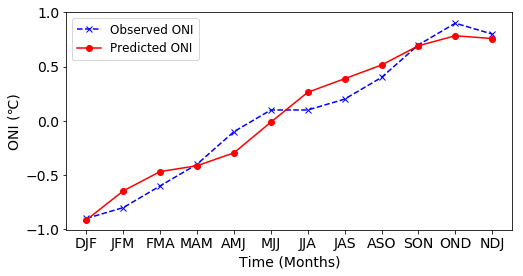 1.0
0.5
0.0
−0.5
−1.0
ONI (℃)
Observed ONI
Predicted ONI
DJF JFM FMA MAM AMJ MJJ JJA JAS ASO SON OND NDJ
Time (Months)